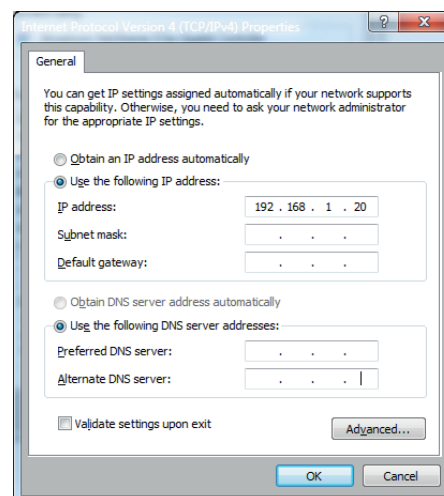 Internet Protocol Version 4 (TCP/IPv4) Properties
General
You can get IP settings assigned automatically if your network supports
this capability. Otherwise, you need to ask your network administrator
for the appropriate IP settings.
Obtain an IP address automatically
Use the following IP address:
IP address: 192 . 168 . 1 . 20
Subnet mask: . . .
Default gateway: . . .
Obtain DNS server address automatically
Use the following DNS server addresses:
Preferred DNS server: . . .
Alternate DNS server: . . .
Validate settings upon exit
Advanced...
OK Cancel